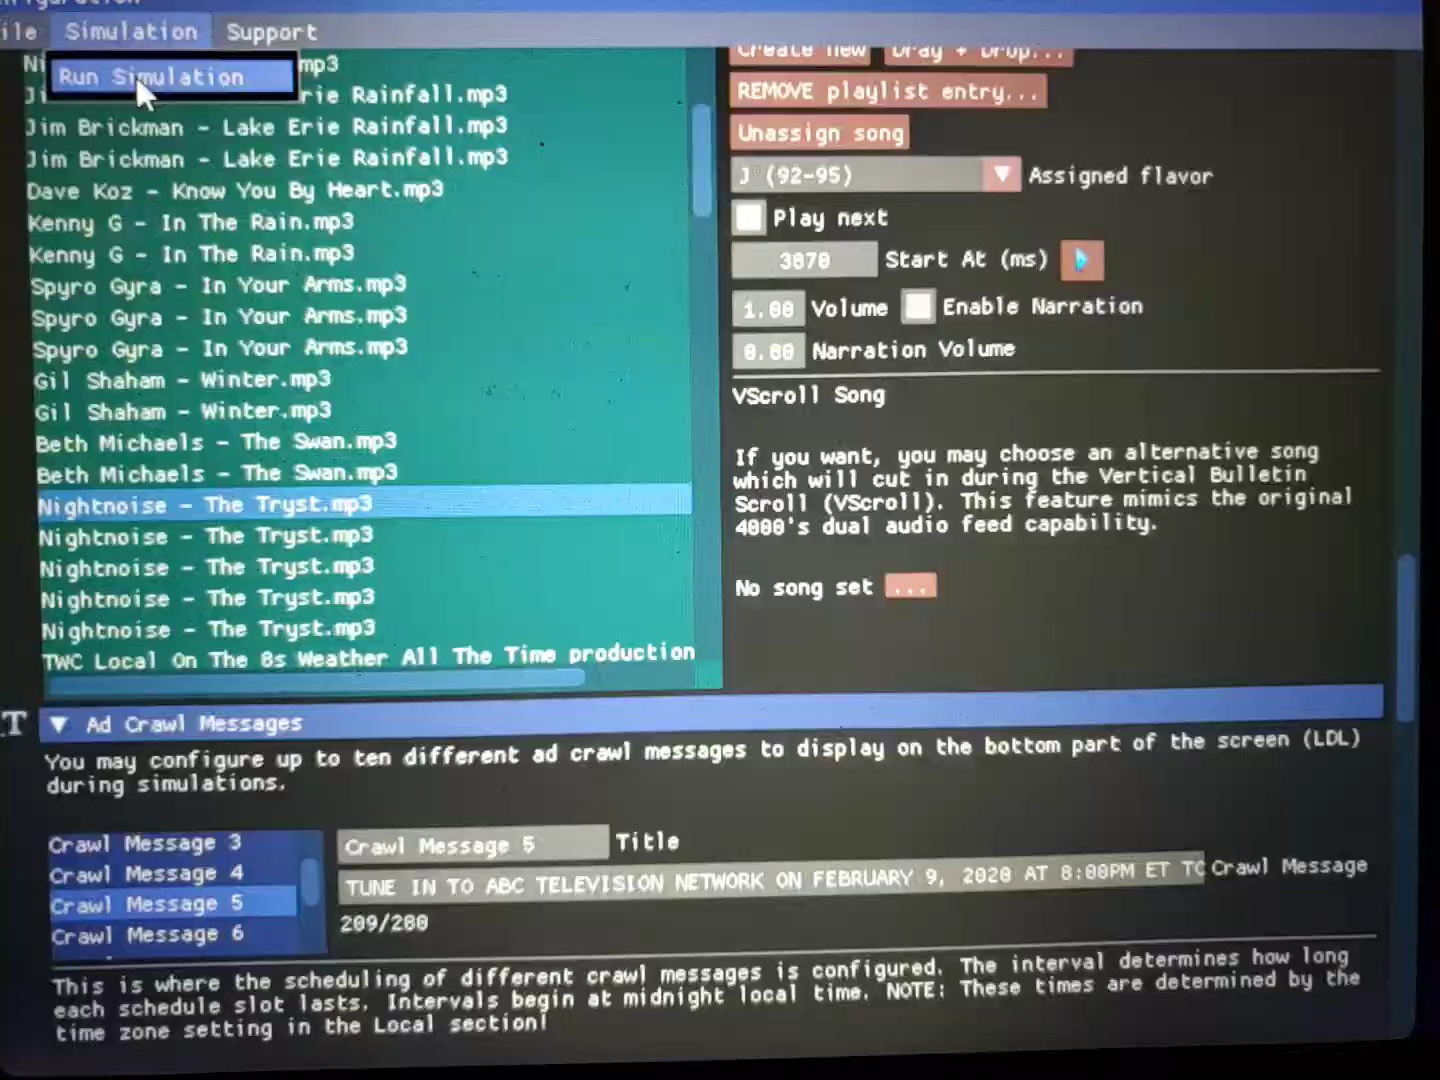 Simulation Support
Run Simulation
mp3
rie Rainfall.mp3
Jim Brickman - Lake Erie Rainfall.mp3
Jim Brickman - Lake Erie Rainfall.mp3
Dave Koz - Know You By Heart.mp3
Kenny G - In The Rain.mp3
Kenny G - In The Rain.mp3
Spyro Gyra - In Your Arms.mp3
Spyro Gyra - In Your Arms.mp3
Spyro Gyra - In Your Arms.mp3
Gil Shaham - Winter.mp3
Gil Shaham - Winter.mp3
Beth Michaels - The Swan.mp3
Beth Michaels - The Swan.mp3
Nightnoise - The Tryst.mp3
Nightnoise - The Tryst.mp3
Nightnoise - The Tryst.mp3
Nightnoise - The Tryst.mp3
Nightnoise - The Tryst.mp3
TWC Local On The 8s Weather All The Time production
Create new Drag + Drop...
REMOVE playlist entry...
Unassign song
J (92-95) Assigned flavor
Play next
3870 Start At (ms)
1.00 Volume Enable Narration
0.80 Narration Volume
VScroll Song
If you want, you may choose an alternative song
which will cut in during the Vertical Bulletin
Scroll (VScroll). This feature mimics the original
4000's dual audio feed capability.
No song set ...
Ad Crawl Messages
You may configure up to ten different ad crawl messages to display on the bottom part of the screen (LDL)
during simulations.
Crawl Message 3
Crawl Message 4
Crawl Message 5
Crawl Message 6
Crawl Message 5 Title
TUNE IN TO ABC TELEVISION NETWORK ON FEBRUARY 9, 2020 AT 8:00PM ET TO Crawl Message
209/280
This is where the scheduling of different crawl messages is configured. The interval determines how long
each schedule slot lasts. Intervals begin at midnight local time. NOTE: These times are determined by the
time zone setting in the Local section!